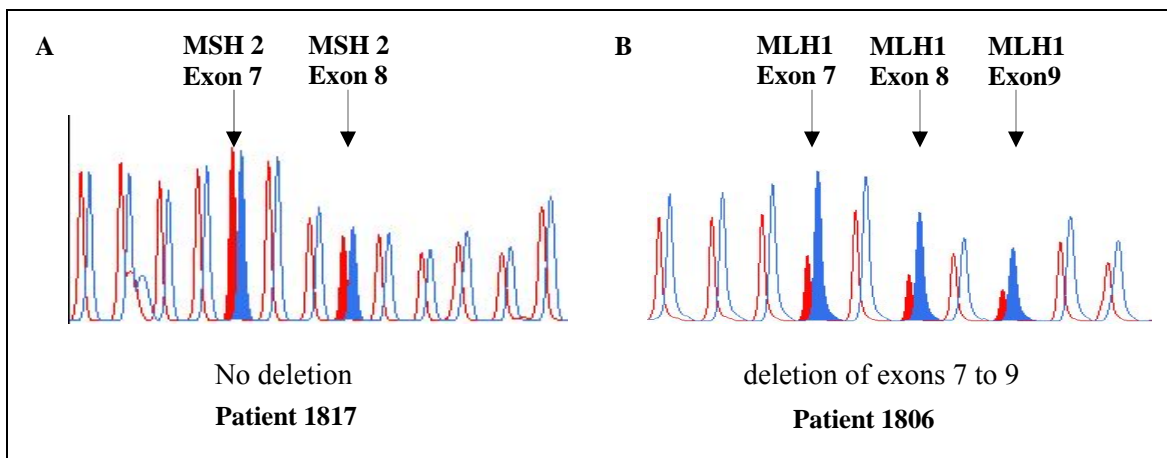 A
MSH 2
Exon 7
MSH 2
Exon 8
No deletion
Patient 1817
B
MLH1
Exon 7
MLH1
Exon 8
MLH1
Exon9
deletion of exons 7 to 9
Patient 1806